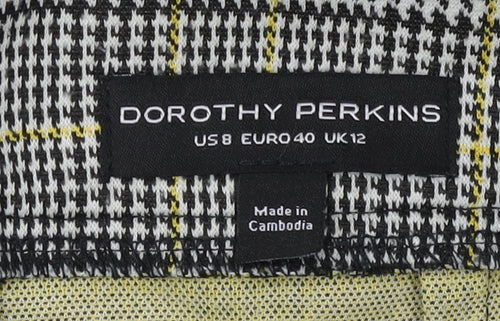 DOROTHY PERKINS
US 8 EURO 40 UK 12
Made in
Cambodia